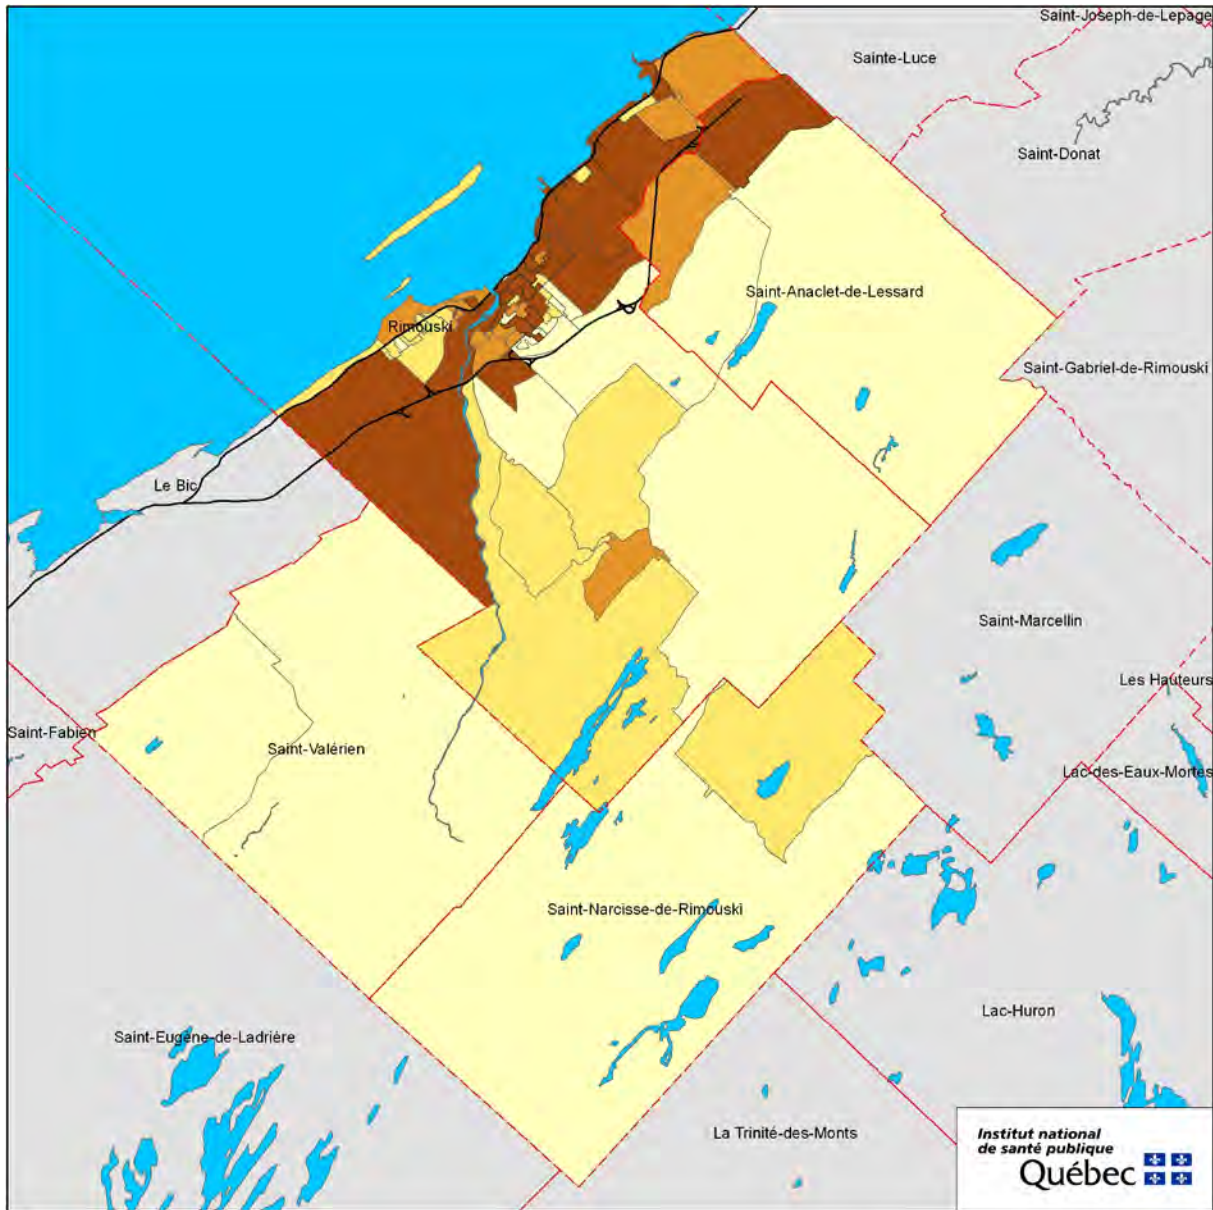 Saint-Joseph-de-Lepage
Sainte-Luce
Saint-Donat
Saint-Anaclet-de-Lessard
Rimouski
Saint-Gabriel-de-Rimouski
Le Bic
Saint-Marcellin
Les Hauteurs
Saint-Fabien
Saint-Valérien
Lac-des-Eaux-Mortes
Saint-Narcisse-de-Rimouski
Lac-Huron
Saint-Eugène-de-Ladrière
La Trinité-des-Monts
Institut national
de santé publique
Québec